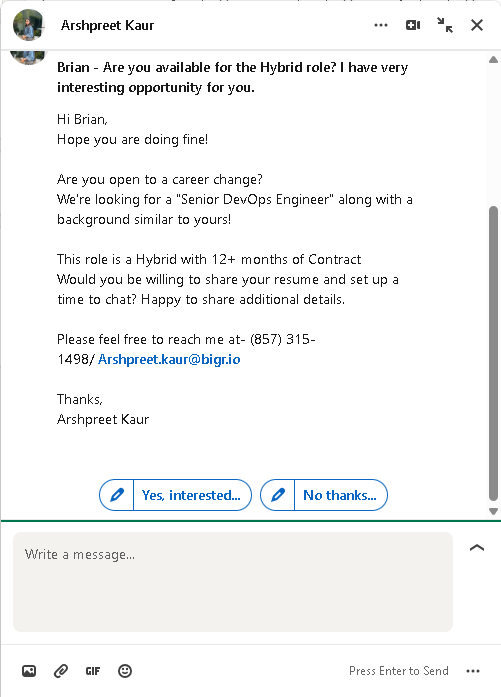 Arshpreet Kaur
Brian - Are you available for the Hybrid role? I have very
interesting opportunity for you.
Hi Brian,
Hope you are doing fine!
Are you open to a career change?
We're looking for a "Senior DevOps Engineer" along with a
background similar to yours!
This role is a Hybrid with 12+ months of Contract
Would you be willing to share your resume and set up a
time to chat? Happy to share additional details.
Please feel free to reach me at- (857) 315-
1498/ Arshpreet.kaur@bigr.io
Thanks,
Arshpreet Kaur
Yes, interested... No thanks...
Write a message...
GIF Press Enter to Send